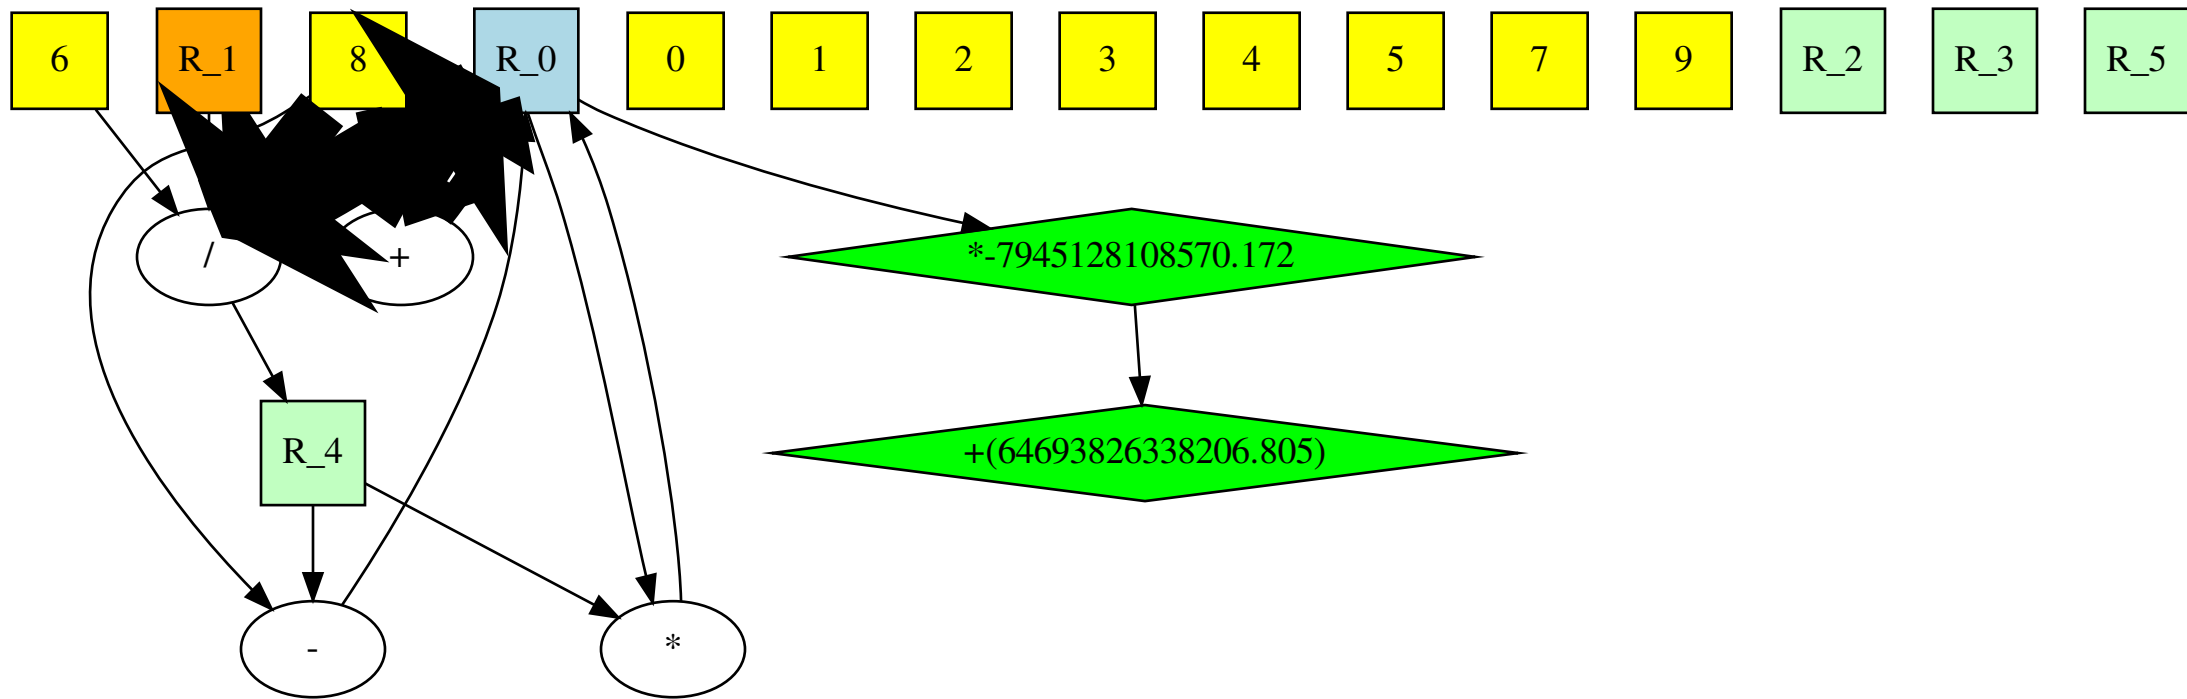 6
R_1
8
R_0
0
1
2
3
4
5
7
9
R_2
R_3
R_5
/
+
*-7945128108570.172
R_4
+(64693826338206.805)
-
*